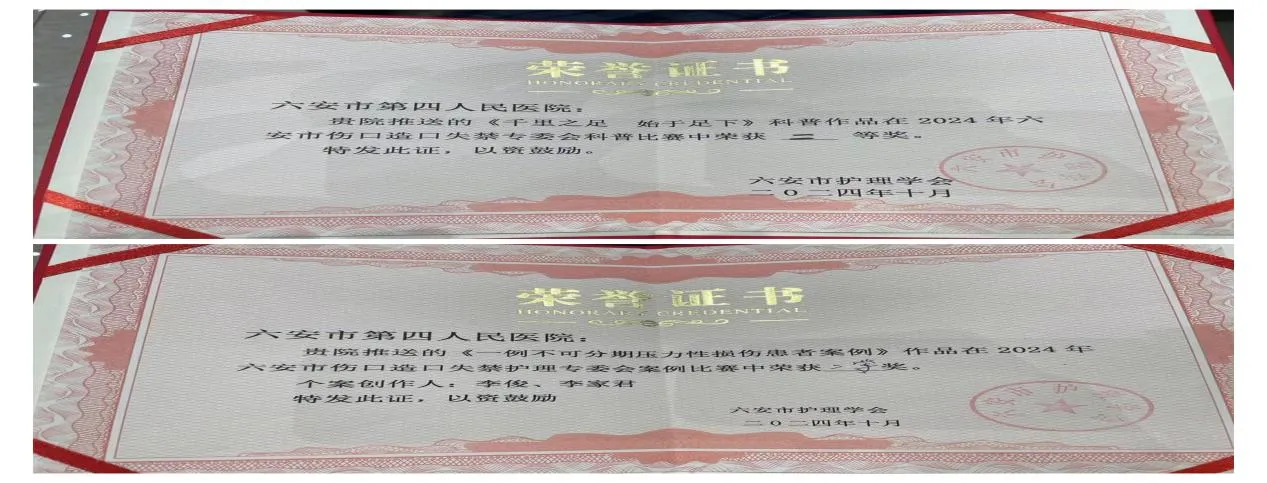 荣誉证书
HONORARY CREDENTIAL
六安市第四人民医院：
贵院推送的《千里之足 始于足下》科普作品在 2024 年六
安市伤口造口失禁专委会科普比赛中荣获 三 等奖。
特发此证，以资鼓励。
六安市护理学会
二〇二四年十月
荣誉证书
HONORARY CREDENTIAL
六安市第四人民医院：
贵院推送的《一例不可分期压力性损伤患者案例》作品在 2024 年
六安市伤口造口失禁护理专委会案例比赛中荣获二等奖。
个案创作人：李俊、李家君
特发此证，以资鼓励
六安市护理学会
二〇二四年十月